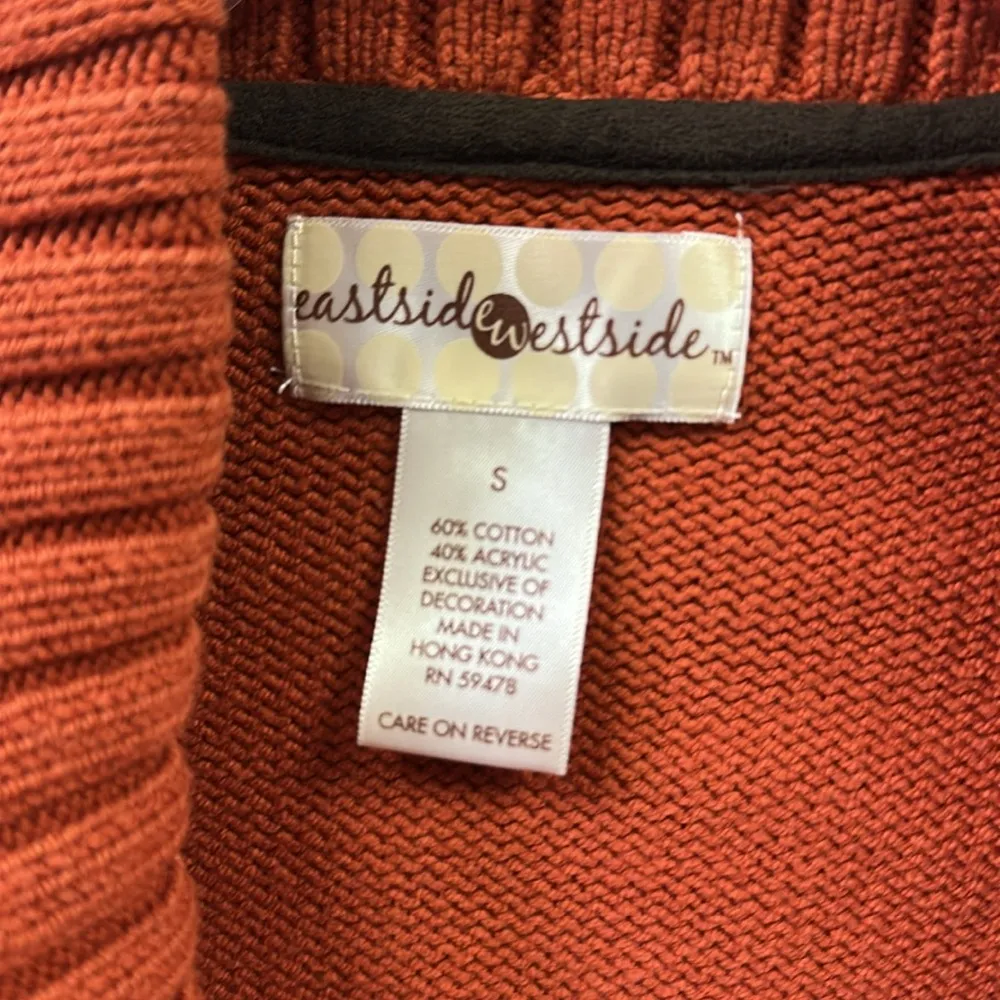 eastsidewestside™
S
60% COTTON
40% ACRYLIC
EXCLUSIVE OF
DECORATION
MADE IN
HONG KONG
RN 59478
CARE ON REVERSE